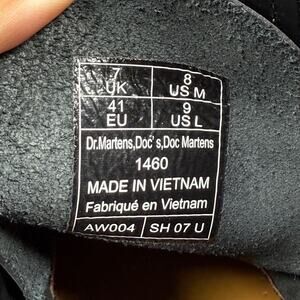 7 8
UK US M
41 9
EU US L
Dr.Martens,Doc's,Doc Martens
1460
MADE IN VIETNAM
Fabriqué en Vietnam
AW004 SH 07 U